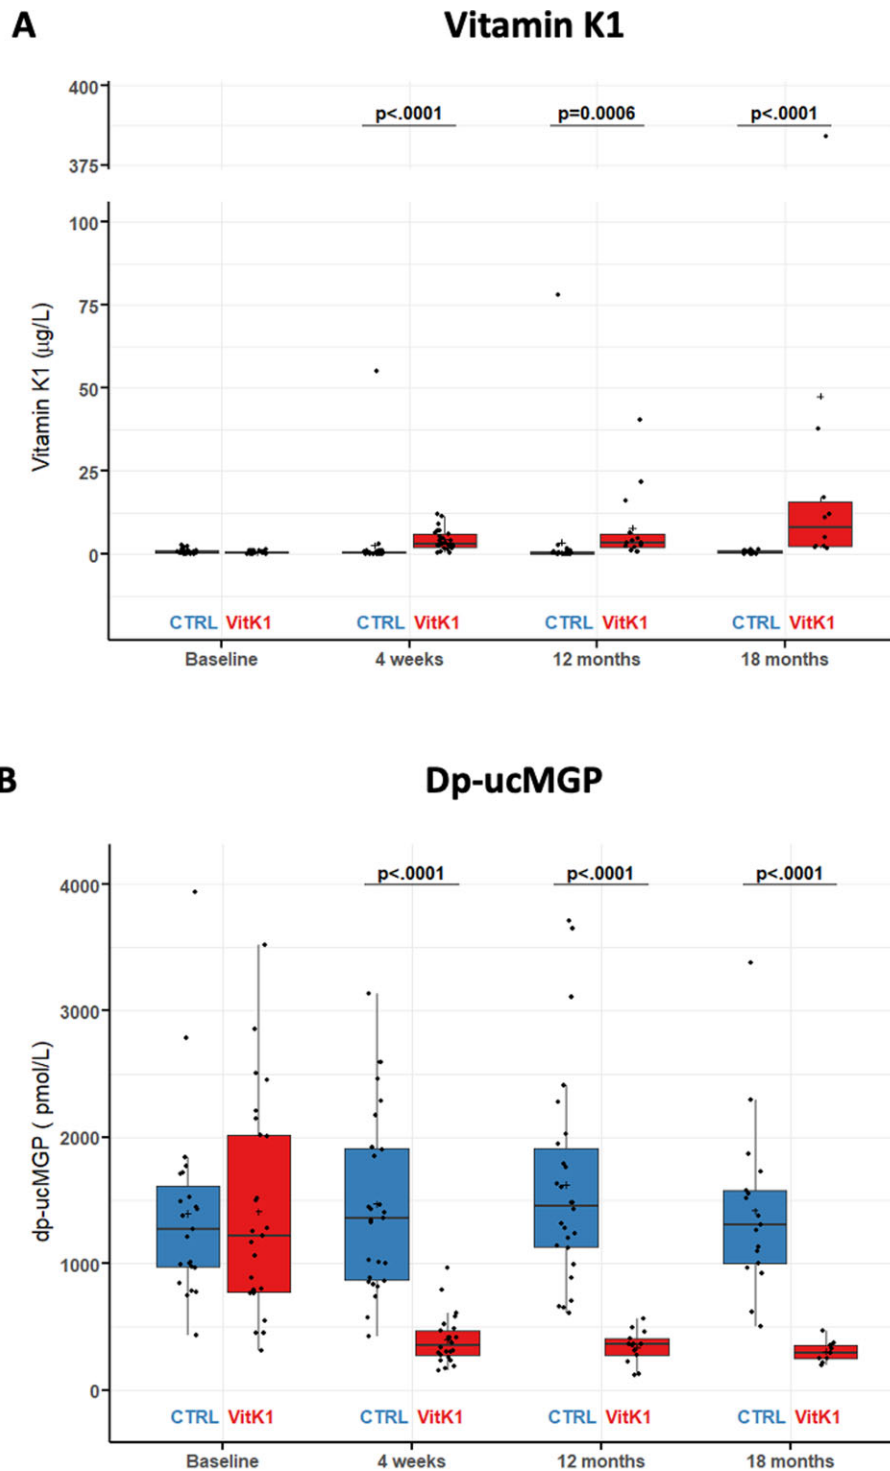 A
Vitamin K1
400
p<.0001 p=0.0006 p<.0001
375
100
75
Vitamin K1 (µg/L)
50
25
0
CTRL VitK1 CTRL VitK1 CTRL VitK1 CTRL VitK1
Baseline 4 weeks 12 months 18 months
B
Dp-ucMGP
p<.0001 p<.0001 p<.0001
4000
3000
dp-ucMGP ( pmol/L)
2000
1000
0
CTRL VitK1 CTRL VitK1 CTRL VitK1 CTRL VitK1
Baseline 4 weeks 12 months 18 months